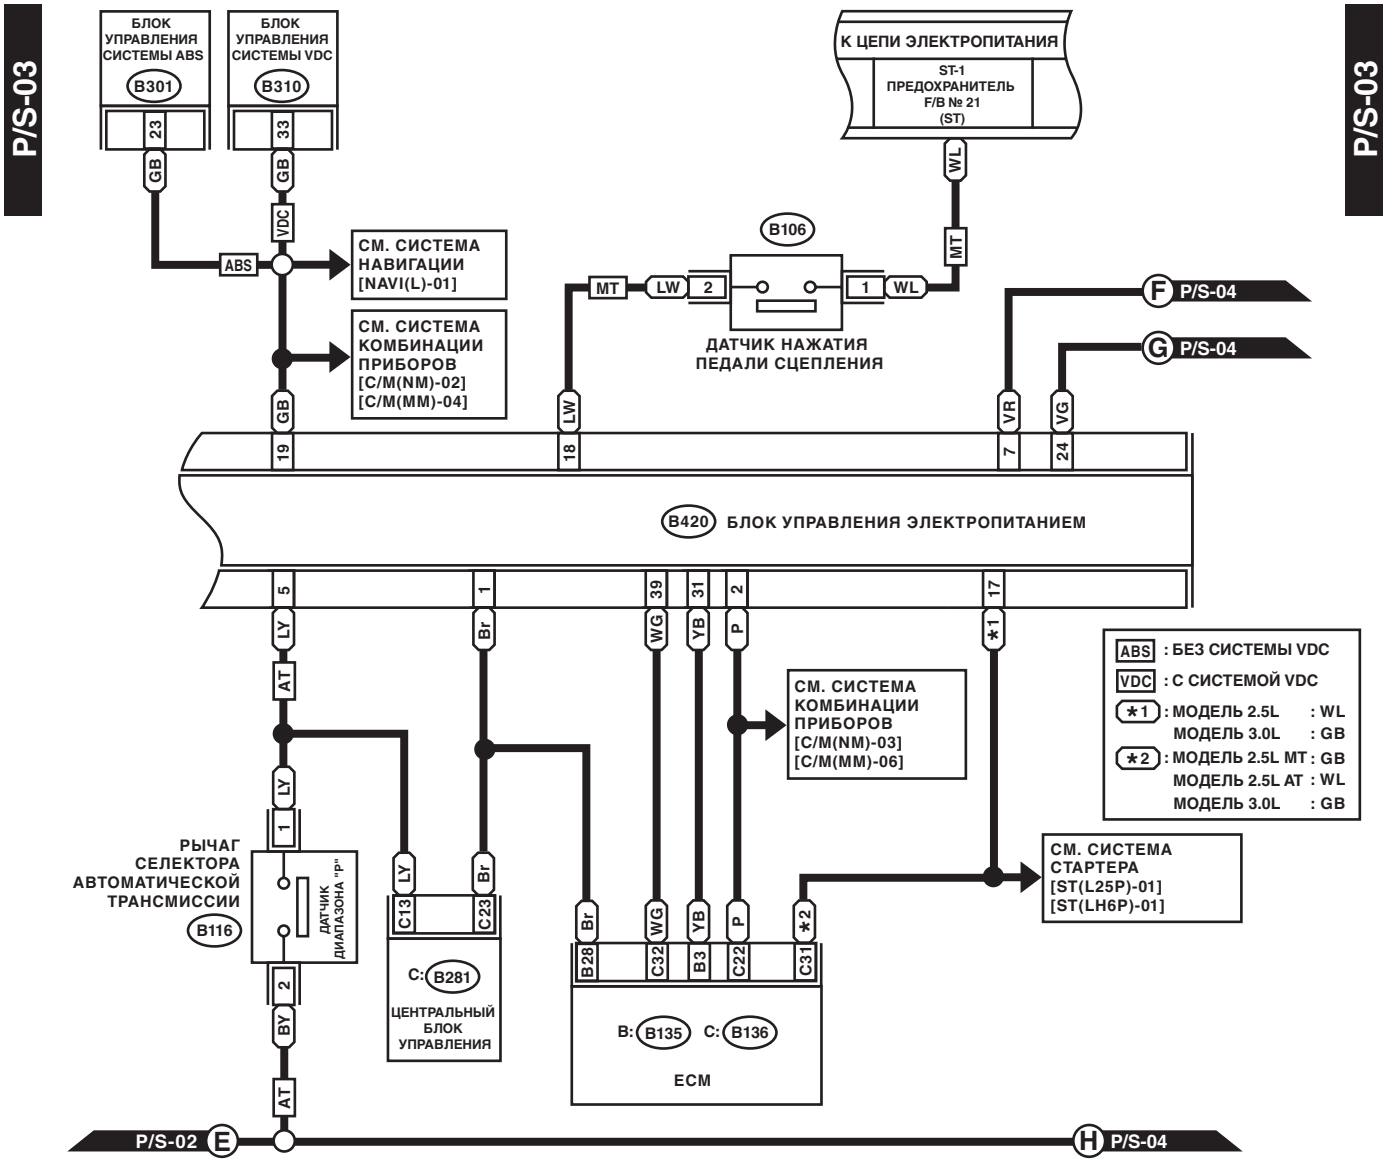 P/S-03
P/S-03
БЛОК
УПРАВЛЕНИЯ
СИСТЕМЫ ABS
B301
БЛОК
УПРАВЛЕНИЯ
СИСТЕМЫ VDC
B310
К ЦЕПИ ЭЛЕКТРОПИТАНИЯ
ST-1
ПРЕДОХРАНИТЕЛЬ
F/B № 21
(ST)
23
33
GB
GB
WL
VDC
ABS
СМ. СИСТЕМА
НАВИГАЦИИ
[NAVI(L)-01]
B106
MT
MT
LW
2
1
WL
F
P/S-04
СМ. СИСТЕМА
КОМБИНАЦИИ
ПРИБОРОВ
[C/M(NM)-02]
[C/M(MM)-04]
ДАТЧИК НАЖАТИЯ
ПЕДАЛИ СЦЕПЛЕНИЯ
G
P/S-04
GB
LW
VR
VG
19
18
7
24
B420
БЛОК УПРАВЛЕНИЯ ЭЛЕКТРОПИТАНИЕМ
5
1
39
31
2
17
LY
Br
WG
YB
P
*1
AT
ABS : БЕЗ СИСТЕМЫ VDC
VDC : С СИСТЕМОЙ VDC
*1 : МОДЕЛЬ 2.5L : WL
МОДЕЛЬ 3.0L : GB
*2 : МОДЕЛЬ 2.5L MT : GB
МОДЕЛЬ 2.5L AT : WL
МОДЕЛЬ 3.0L : GB
СМ. СИСТЕМА
КОМБИНАЦИИ
ПРИБОРОВ
[C/M(NM)-03]
[C/M(MM)-06]
LY
1
РЫЧАГ
СЕЛЕКТОРА
АВТОМАТИЧЕСКОЙ
ТРАНСМИССИИ
B116
ДАТЧИК
ДИАПАЗОНА "P"
СМ. СИСТЕМА
СТАРТЕРА
[ST(L25P)-01]
[ST(LH6P)-01]
LY
Br
Br
WG
YB
P
*2
C13
C23
B28
C32
B3
C22
C31
2
C: B281
ЦЕНТРАЛЬНЫЙ
БЛОК
УПРАВЛЕНИЯ
B: B135 C: B136
ECM
BY
AT
P/S-02
E
H
P/S-04